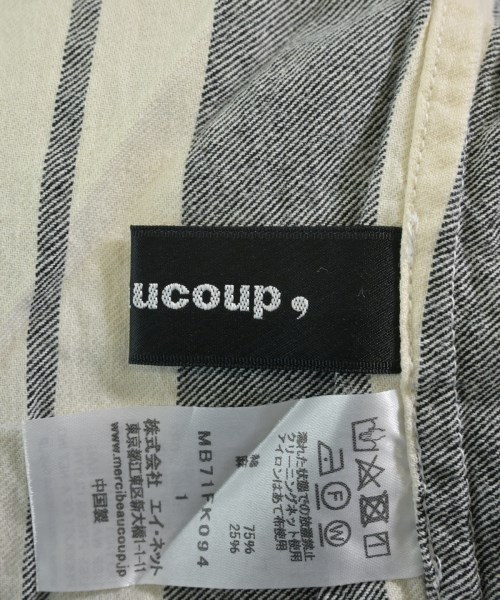 ucoup,
Ⓕ
Ⓦ
濡れた状態での放置禁止
クリーニングネット使用
アイロンはあて布使用
綿 75%
麻 25%
MB71FK094
1
株式会社 エイ・ネット
東京都江東区新大橋1-1-11
www.mercibeaucoup.jp
中国製